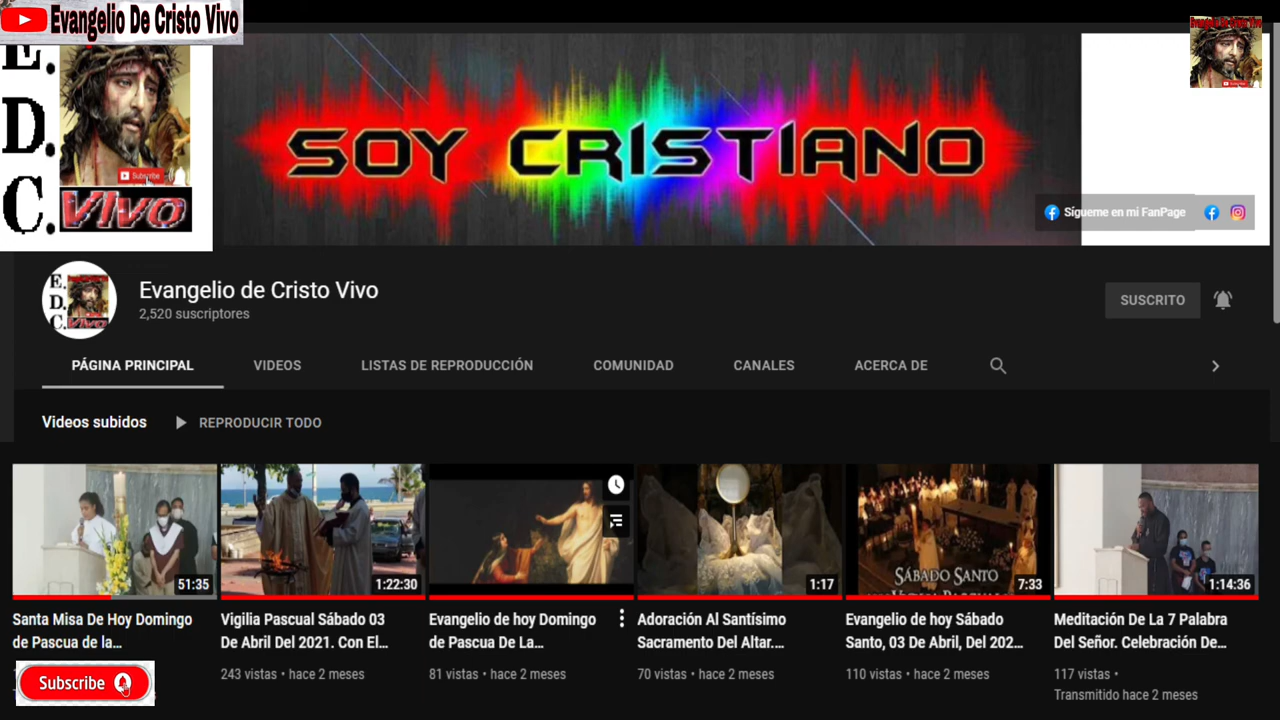 Evangelio De Cristo Vivo
E.
D.
C.
Vivo
Subscribe
SOY CRISTIANO
Sígueme en mi FanPage
Evangelio de Cristo Vivo
2,520 suscriptores
SUSCRITO
PÁGINA PRINCIPAL VIDEOS LISTAS DE REPRODUCCIÓN COMUNIDAD CANALES ACERCA DE
Videos subidos REPRODUCIR TODO
51:35
1:22:30
1:17
SÁBADO SANTO
7:33
1:14:36
Santa Misa De Hoy Domingo
de Pascua de la...
Vigilia Pascual Sábado 03
De Abril Del 2021. Con El...
243 vistas • hace 2 meses
Evangelio de hoy Domingo
de Pascua De La...
81 vistas • hace 2 meses
Adoración Al Santísimo
Sacramento Del Altar....
70 vistas • hace 2 meses
Evangelio de hoy Sábado
Santo, 03 De Abril, Del 202...
110 vistas • hace 2 meses
Meditación De La 7 Palabra
Del Señor. Celebración De...
117 vistas •
Transmitido hace 2 meses
Subscribe